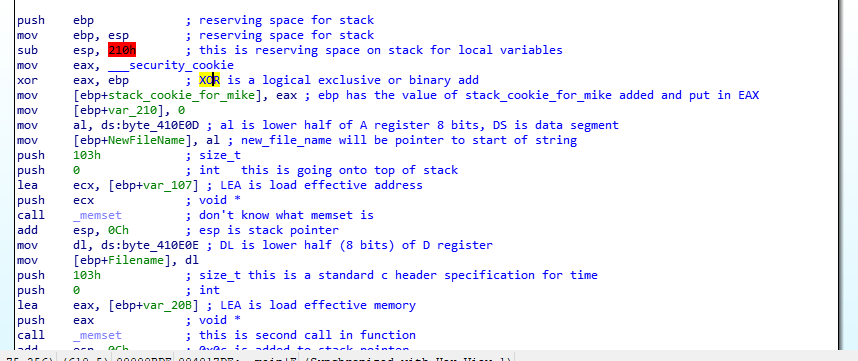 push ebp ; reserving space for stack
mov ebp, esp ; reserving space for stack
sub esp, 210h ; this is reserving space on stack for local variables
mov eax, ___security_cookie
xor eax, ebp ; XOR is a logical exclusive or binary add
mov [ebp+stack_cookie_for_mike], eax ; ebp has the value of stack_cookie_for_mike added and put in EAX
mov [ebp+var_210], 0
mov al, ds:byte_410E0D ; al is lower half of A register 8 bits, DS is data segment
mov [ebp+NewFileName], al ; new_file_name will be pointer to start of string
push 103h ; size_t
push 0 ; int this is going onto top of stack
lea ecx, [ebp+var_107] ; LEA is load effective address
push ecx ; void *
call _memset ; don't know what memset is
add esp, 0Ch ; esp is stack pointer
mov dl, ds:byte_410E0E ; DL is lower half (8 bits) of D register
mov [ebp+Filename], dl
push 103h ; size_t this is a standard c header specification for time
push 0 ; int
lea eax, [ebp+var_20B] ; LEA is load effective memory
push eax ; void *
call _memset ; this is second call in function
add esp, 0Ch ; 0x0c is added to stack pointer